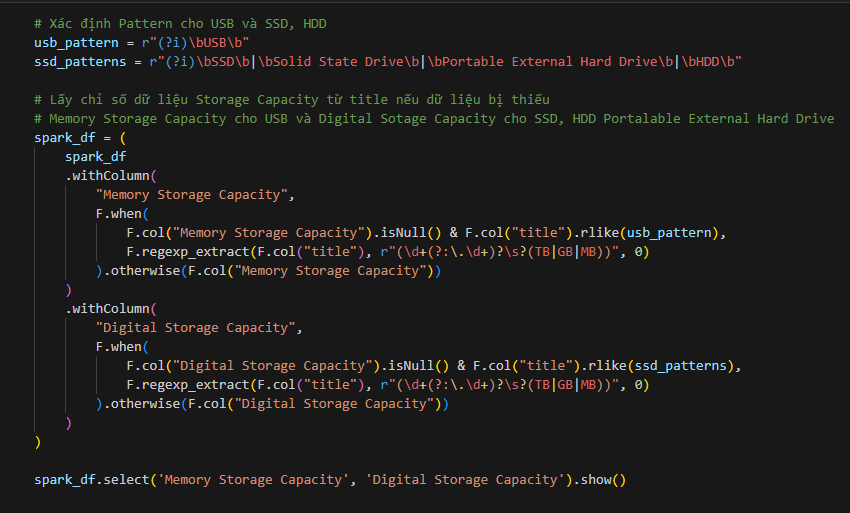 # Xác định Pattern cho USB và SSD, HDD
usb_pattern = r"(?i)\bUSB\b"
ssd_patterns = r"(?i)\bSSD\b|\bSolid State Drive\b|\bPortable External Hard Drive\b|\bHDD\b"

# Lấy chỉ số dữ liệu Storage Capacity từ title nếu dữ liệu bị thiếu
# Memory Storage Capacity cho USB và Digital Sotage Capacity cho SSD, HDD Portalable External Hard Drive
spark_df = (
    spark_df
    .withColumn(
        "Memory Storage Capacity",
        F.when(
            F.col("Memory Storage Capacity").isNull() & F.col("title").rlike(usb_pattern),
            F.regexp_extract(F.col("title"), r"(\d+(?:\.\d+)?\s?(TB|GB|MB))", 0)
        ).otherwise(F.col("Memory Storage Capacity"))
    )
    .withColumn(
        "Digital Storage Capacity",
        F.when(
            F.col("Digital Storage Capacity").isNull() & F.col("title").rlike(ssd_patterns),
            F.regexp_extract(F.col("title"), r"(\d+(?:\.\d+)?\s?(TB|GB|MB))", 0)
        ).otherwise(F.col("Digital Storage Capacity"))
    )
)

spark_df.select('Memory Storage Capacity', 'Digital Storage Capacity').show()